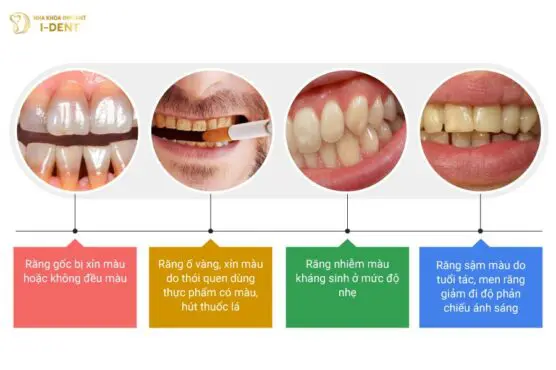 NHA KHOA IMPLANT
I-DENT
Răng gốc bị xỉn màu
hoặc không đều màu
Răng ố vàng, xỉn màu
do thói quen dùng
thực phẩm có màu,
hút thuốc lá
Răng nhiễm màu
kháng sinh ở mức độ
nhẹ
Răng sậm màu do
tuổi tác, men răng
giảm đi độ phản
chiếu ánh sáng